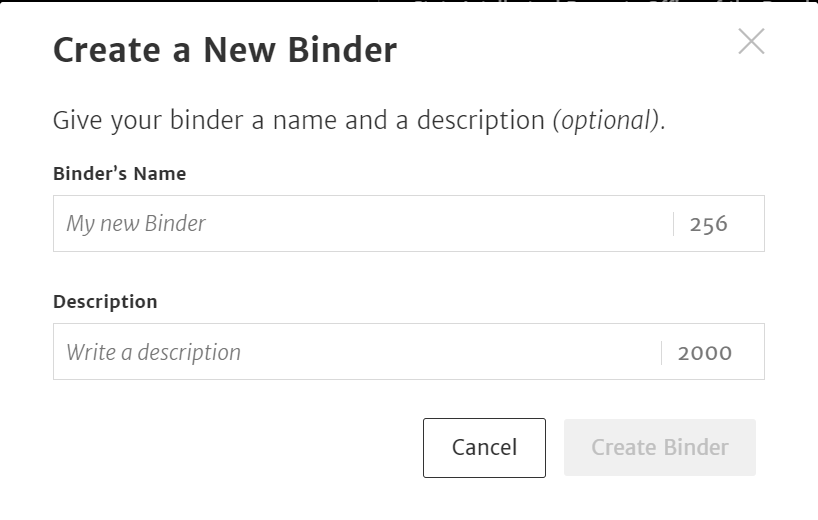 Create a New Binder
Give your binder a name and a description (optional).
Binder’s Name
My new Binder 256
Description
Write a description 2000
Cancel Create Binder